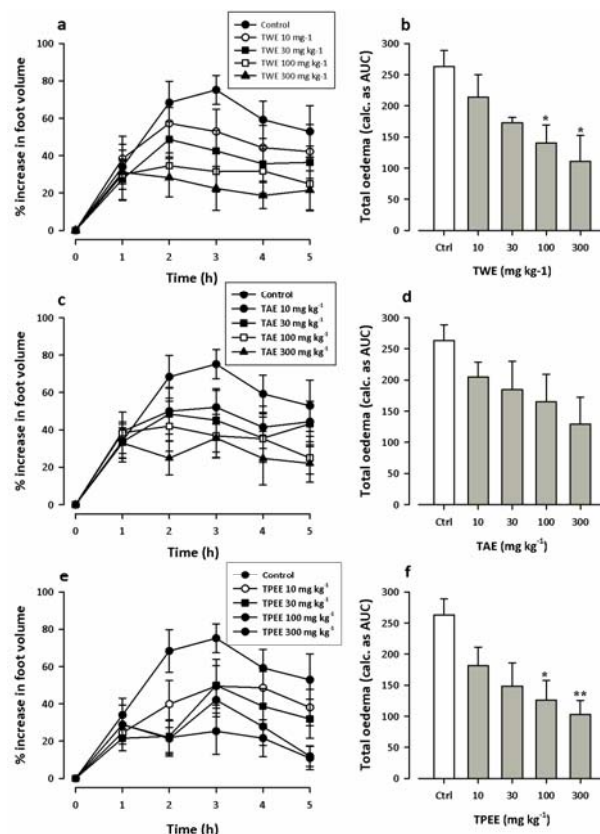 a
Control
TWE 10 mg-1
TWE 30 mg kg-1
TWE 100 mg kg-1
TWE 300 mg kg-1
% increase in foot volume
100
80
60
40
20
0
0 1 2 3 4 5
Time (h)
b
Total oedema (calc. as AUC)
300
250
200
150
100
50
0
* *
Ctrl 10 30 100 300
TWE (mg kg-1)
c
Control
TAE 10 mg kg⁻¹
TAE 30 mg kg⁻¹
TAE 100 mg kg⁻¹
TAE 300 mg kg⁻¹
% increase in foot volume
100
80
60
40
20
0
0 1 2 3 4 5
Time (h)
d
Total oedema (calc. as AUC)
300
250
200
150
100
50
0
Ctrl 10 30 100 300
TAE (mg kg⁻¹)
e
Control
TPEE 10 mg kg⁻¹
TPEE 30 mg kg⁻¹
TPEE 100 mg kg⁻¹
TPEE 300 mg kg⁻¹
% increase in foot volume
100
80
60
40
20
0
0 1 2 3 4 5
Time (h)
f
Total oedema (calc. as AUC)
300
250
200
150
100
50
0
* **
Ctrl 10 30 100 300
TPEE (mg kg⁻¹)